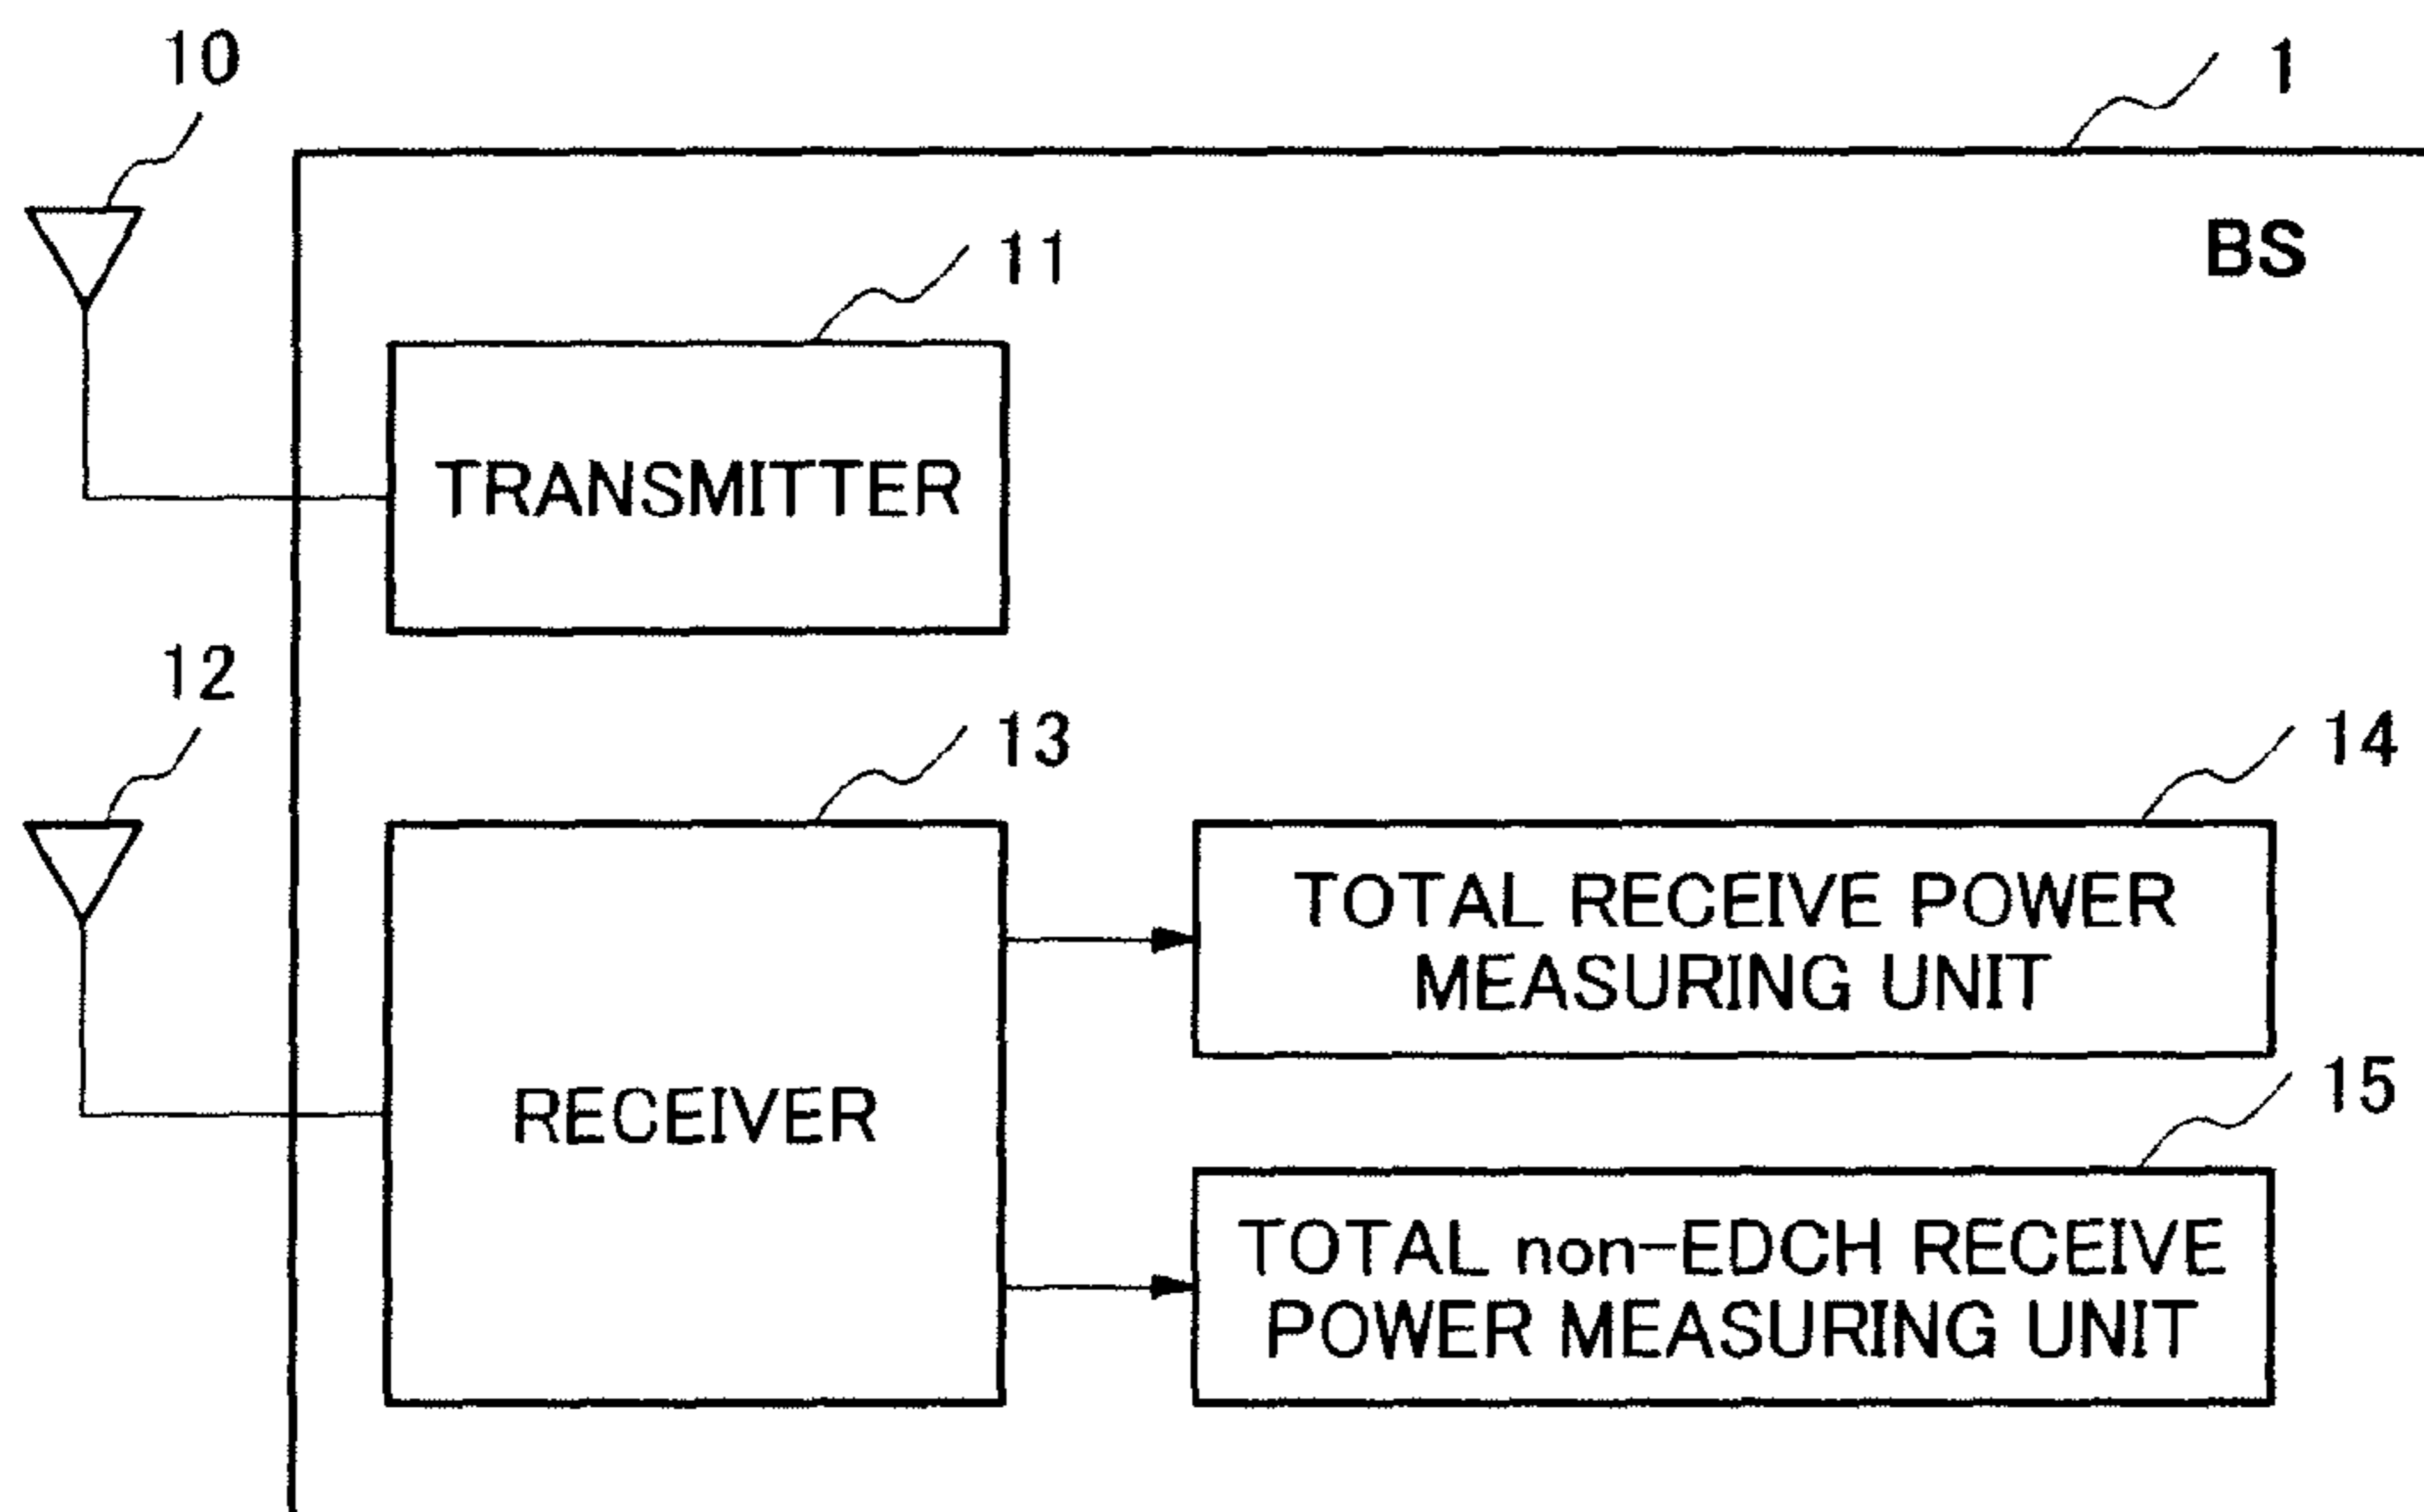 10
1
BS
11
TRANSMITTER
12
13
14
TOTAL RECEIVE POWER
MEASURING UNIT
RECEIVER
15
TOTAL non-EDCH RECEIVE
POWER MEASURING UNIT